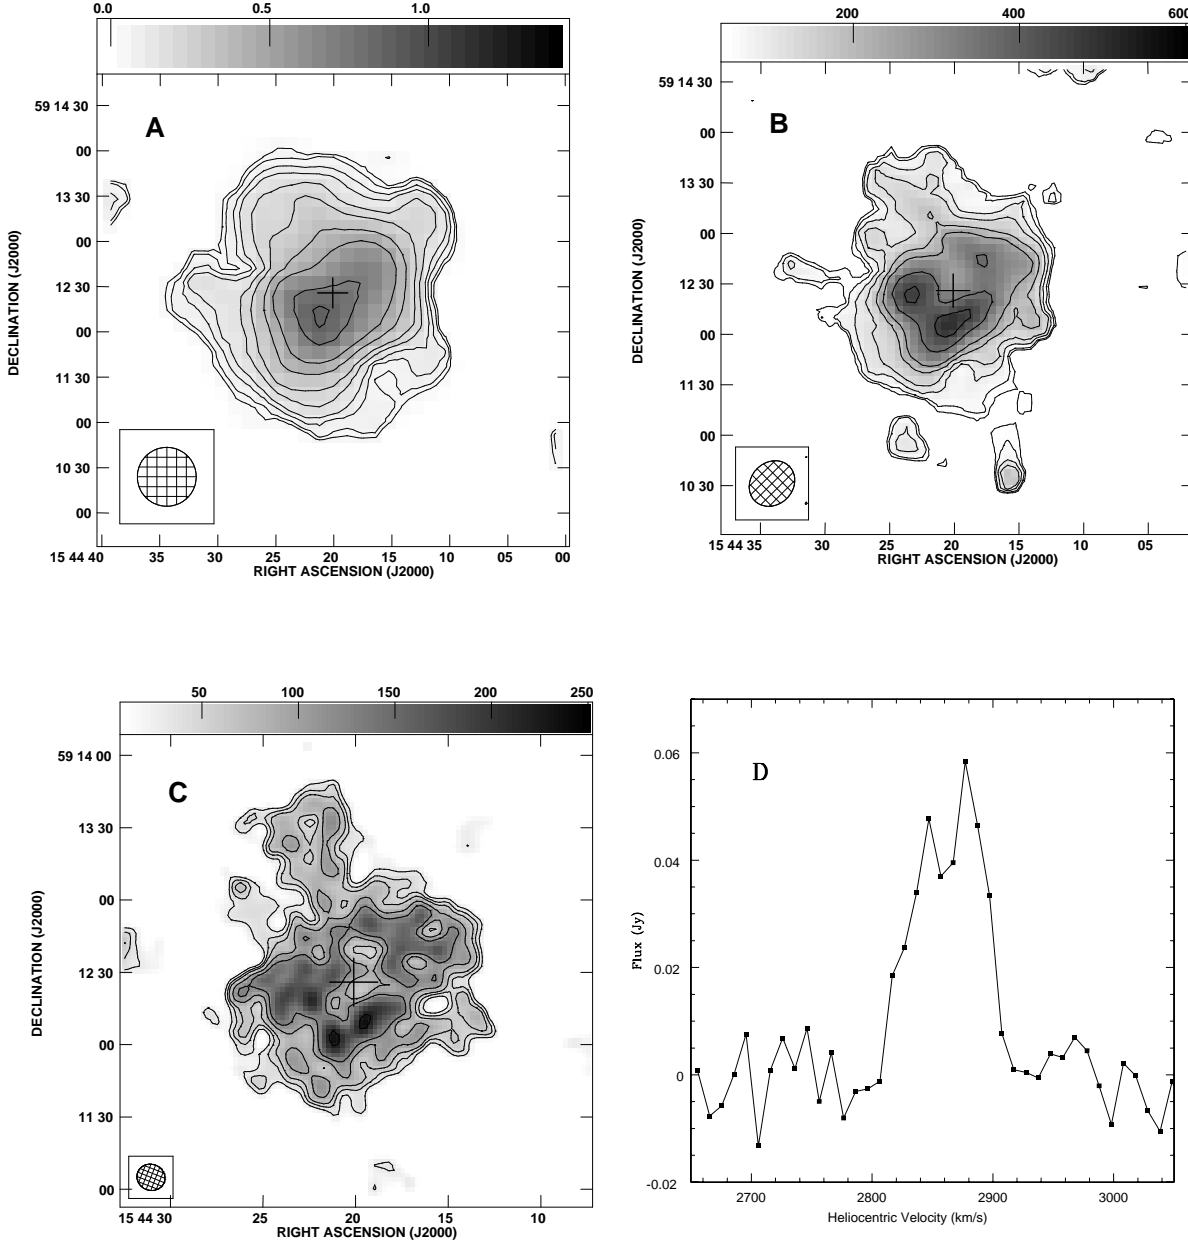 0.0 0.5 1.0
A
59 14 30
00
13 30
00
12 30
00
11 30
00
10 30
00
DECLINATION (J2000)
15 44 40 35 30 25 20 15 10 05 00
RIGHT ASCENSION (J2000)
200 400 600
B
59 14 30
00
13 30
00
12 30
00
11 30
00
10 30
DECLINATION (J2000)
15 44 35 30 25 20 15 10 05
RIGHT ASCENSION (J2000)
50 100 150 200 250
C
59 14 00
13 30
00
12 30
00
11 30
00
DECLINATION (J2000)
15 44 30 25 20 15 10
RIGHT ASCENSION (J2000)
D
0.06
0.04
0.02
0
-0.02
Flux (Jy)
2700 2800 2900 3000
Heliocentric Velocity (km/s)